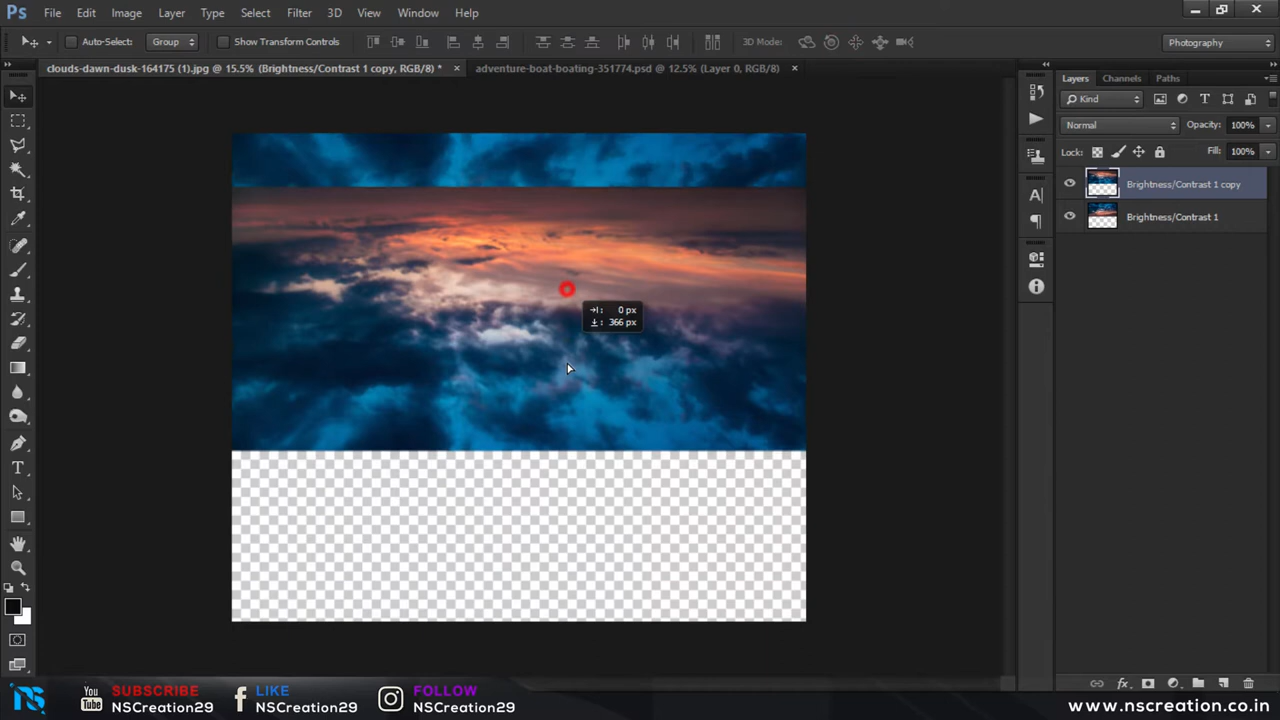 Ps File Edit Image Layer Type Select Filter 3D View Window Help
Auto-Select: Group Show Transform Controls 3D Mode: Photography
clouds-dawn-dusk-164175 (1).jpg @ 15.5% (Brightness/Contrast 1 copy, RGB/8) * × adventure-boat-boating-351774.psd @ 12.5% (Layer 0, RGB/8) ×
Layers Channels Paths
Kind
Normal Opacity: 100%
Lock: Fill: 100%
Brightness/Contrast 1 copy
Brightness/Contrast 1
0 px
366 px
NS You Tube SUBSCRIBE NSCreation29 LIKE NSCreation29 FOLLOW NSCreation29 www.nscreation.co.in